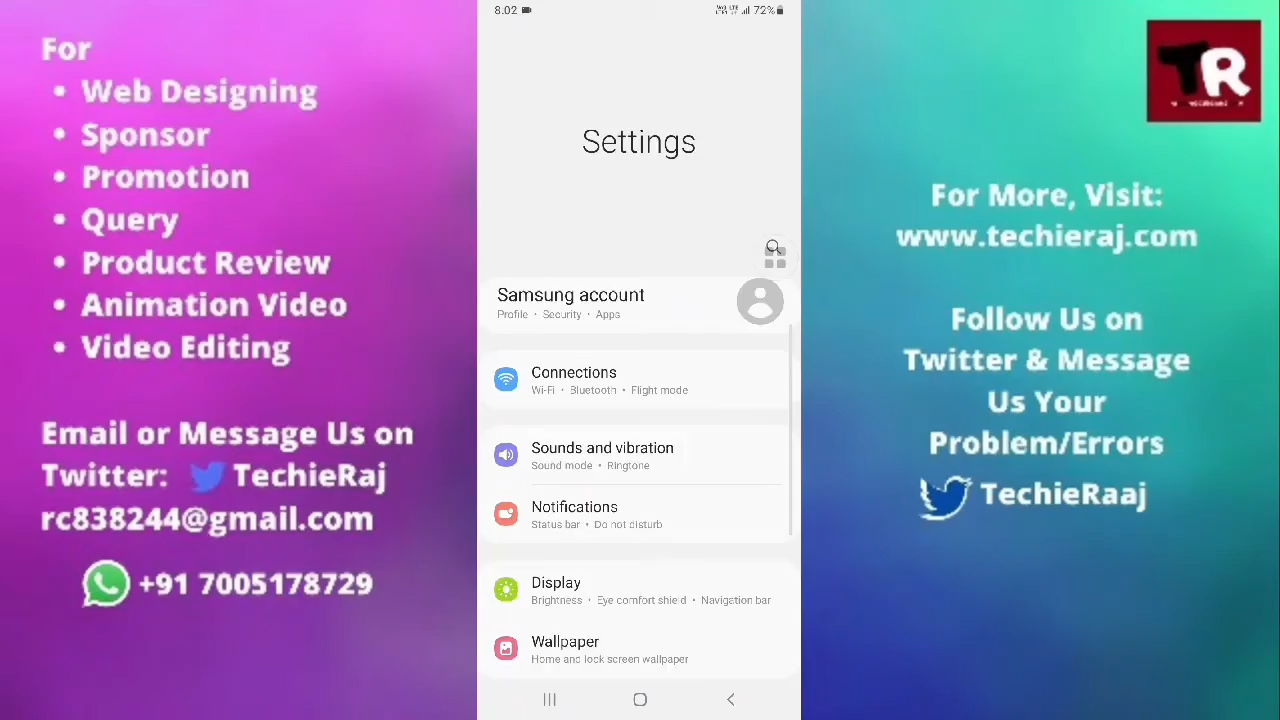 For
• Web Designing
• Sponsor
• Promotion
• Query
• Product Review
• Animation Video
• Video Editing
Email or Message Us on
Twitter: TechieRaj
rc838244@gmail.com
+91 7005178729
8.02
72%
Settings
Samsung account
Profile • Security • Apps
Connections
Wi-Fi • Bluetooth • Flight mode
Sounds and vibration
Sound mode • Ringtone
Notifications
Status bar • Do not disturb
Display
Brightness • Eye comfort shield • Navigation bar
Wallpaper
Home and lock screen wallpaper
TR
For More, Visit:
www.techieraj.com
Follow Us on
Twitter & Message
Us Your
Problem/Errors
TechieRaaj